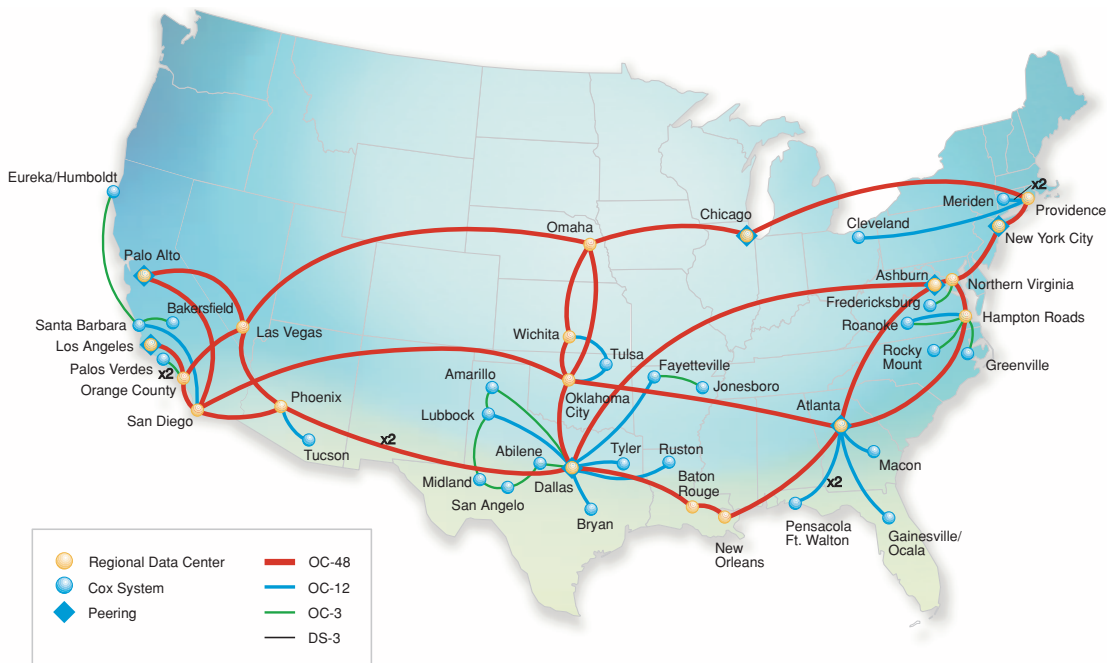 Eureka/Humboldt
Palo Alto
Bakersfield
Santa Barbara
Los Angeles
Palos Verdes
x2
Orange County
San Diego
Las Vegas
Phoenix
Tucson
x2
Omaha
Chicago
Wichita
Tulsa
Oklahoma
City
Fayetteville
Jonesboro
Amarillo
Lubbock
Abilene
Midland
San Angelo
Dallas
Tyler
Ruston
Bryan
Baton
Rouge
New
Orleans
x2
Meriden
Providence
Cleveland
New York City
Ashburn
Northern Virginia
Fredericksburg
Hampton Roads
Roanoke
Rocky
Mount
Greenville
Atlanta
Macon
x2
Pensacola
Ft. Walton
Gainesville/
Ocala
Regional Data Center
Cox System
Peering
OC-48
OC-12
OC-3
DS-3